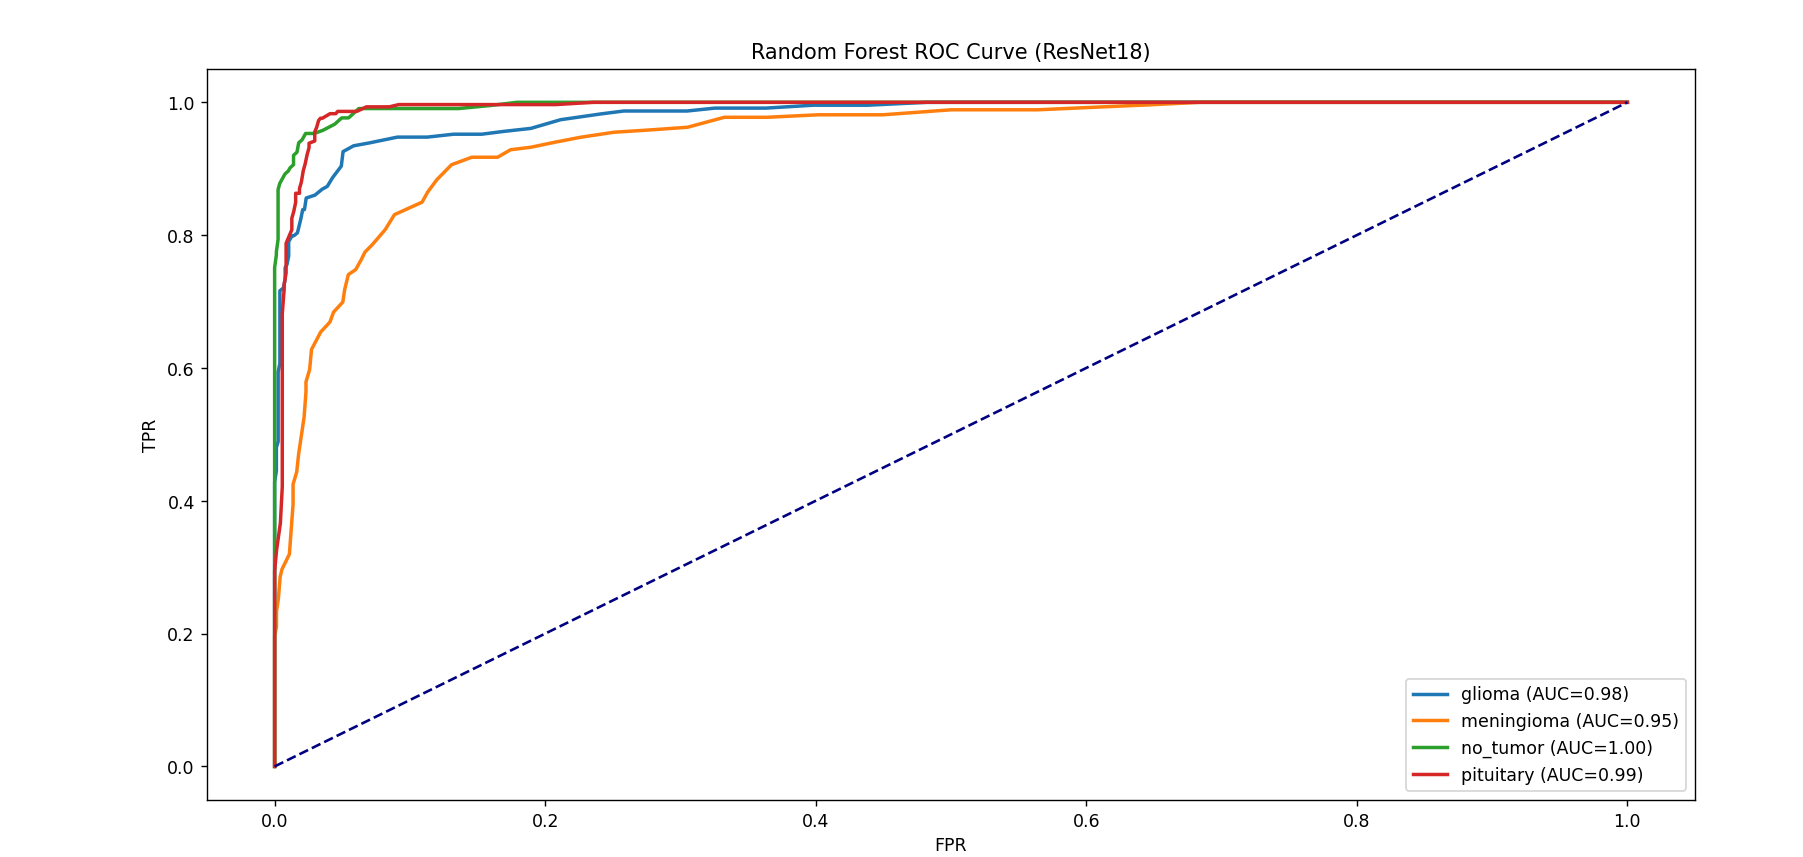 Random Forest ROC Curve (ResNet18)
1.0
0.8
0.6
0.4
0.2
0.0
TPR
0.0 0.2 0.4 0.6 0.8 1.0
FPR
glioma (AUC=0.98)
meningioma (AUC=0.95)
no_tumor (AUC=1.00)
pituitary (AUC=0.99)